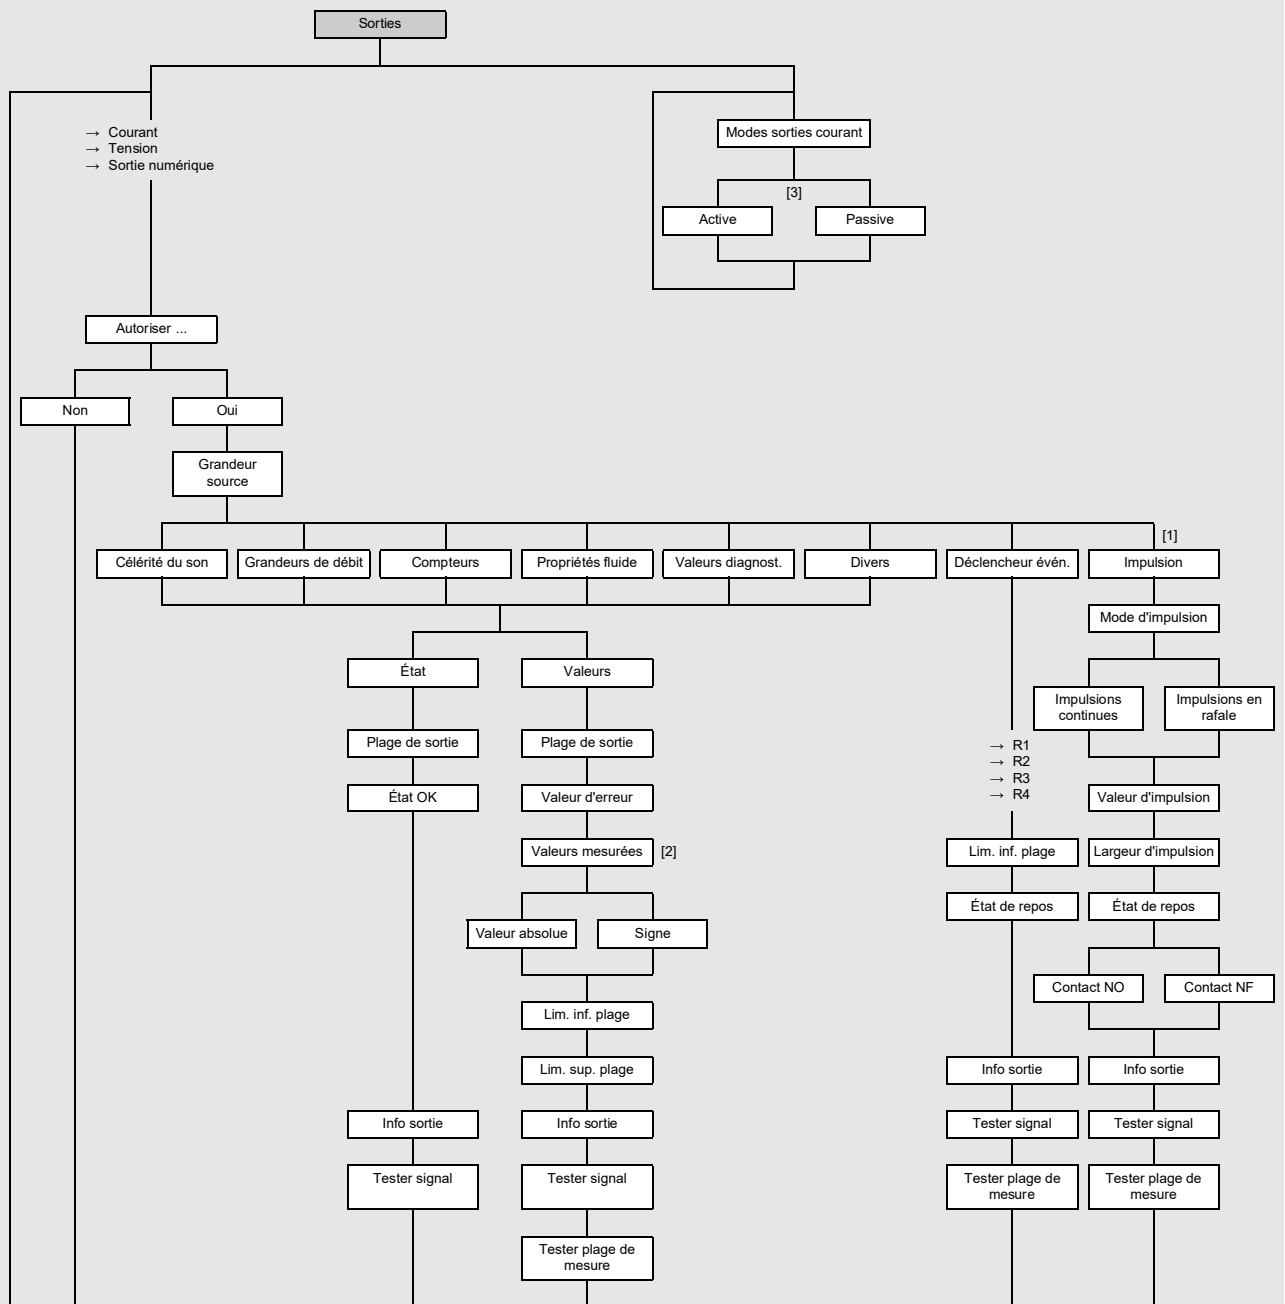 Sorties
→ Courant
→ Tension
→ Sortie numérique
Modes sorties courant
[3]
Active
Passive
Autoriser ...
Non
Oui
Grandeur
source
[1]
Célérité du son
Grandeurs de débit
Compteurs
Propriétés fluide
Valeurs diagnost.
Divers
Déclencheur évén.
Impulsion
Mode d'impulsion
État
Valeurs
Impulsions
continues
Impulsions en
rafale
Plage de sortie
Plage de sortie
→ R1
→ R2
→ R3
→ R4
État OK
Valeur d'erreur
Valeur d'impulsion
Valeurs mesurées
[2]
Lim. inf. plage
Largeur d'impulsion
État de repos
État de repos
Valeur absolue
Signe
Contact NO
Contact NF
Lim. inf. plage
Lim. sup. plage
Info sortie
Info sortie
Info sortie
Info sortie
Tester signal
Tester signal
Tester signal
Tester signal
Tester plage de
mesure
Tester plage de
mesure
Tester plage de
mesure